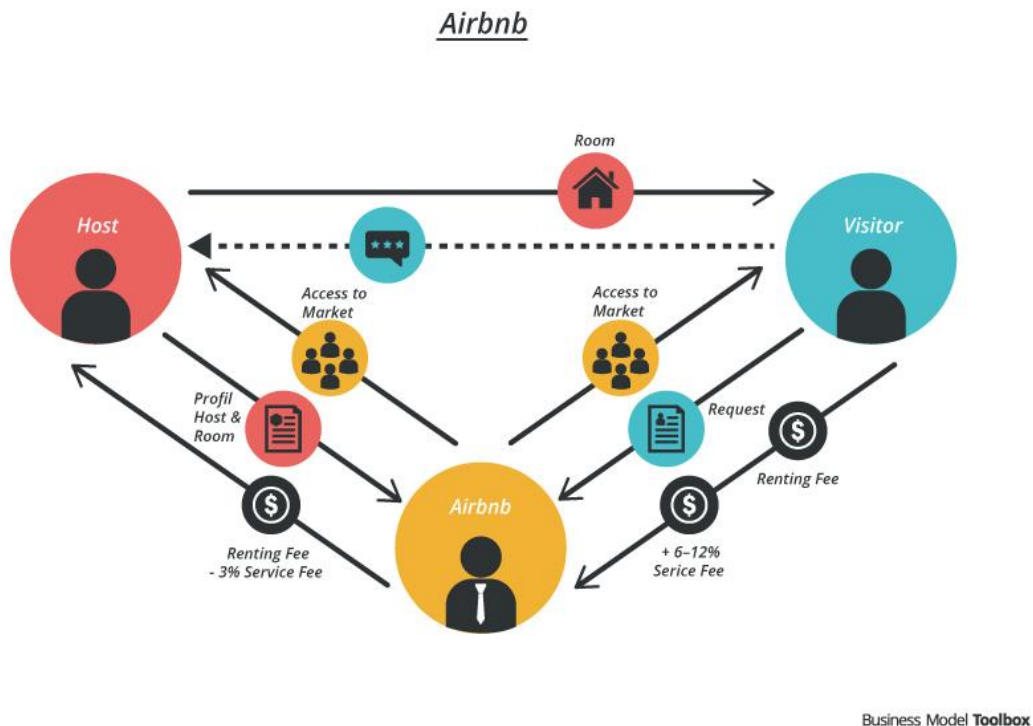 Airbnb
Room
Host
Visitor
Access to
Market
Access to
Market
Profil
Host &
Room
Request
Airbnb
$
$
$
Renting Fee
Renting Fee
- 3% Service Fee
+ 6–12%
Serice Fee
Business Model Toolbox